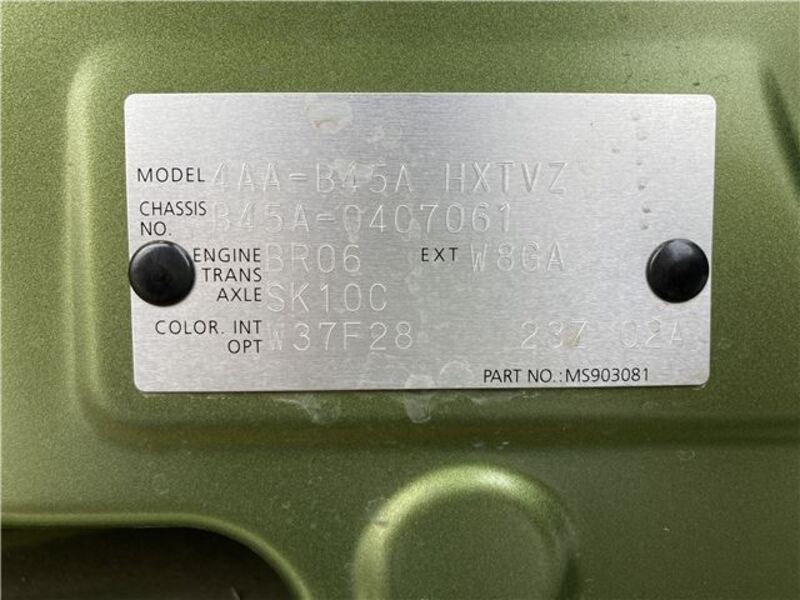 MODEL 4AA-B45A HXTVZ
CHASSIS NO. B45A-0407061
ENGINE BR06 EXT W8GA
TRANS
AXLE SK10C
COLOR. INT
OPT W37F28 237 02A
PART NO.:MS903081